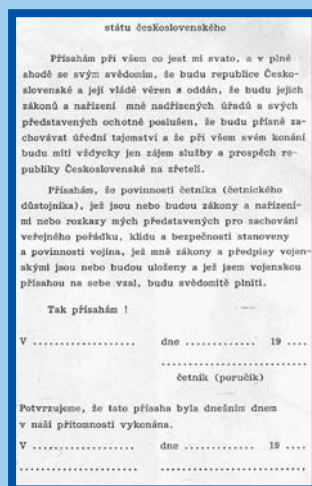 státu československého
Přísahám při všem co jest mi svato, a v plné
shodě se svým svědomím, že budu republice Česko-
slovenské a její vládě věren a oddán, že budu jejich
zákonů a nařízení mně nadřízených úřadů a svých
představených ochotně poslušen, že budu přísně za-
chovávat úřední tajemství a že při všem svém konání
budu míti vždycky jen zájem služby a prospěch re-
publiky Československé na zřeteli.
Přísahám, že povinnosti četníka (četnického
důstojníka), jež jsou nebo budou zákony a nařízení-
mi nebo rozkazy mých představených pro zachování
veřejného pořádku, klidu a bezpečnosti stanoveny
a povinnosti vojína, jež mně zákony a předpisy vojen-
skými jsou nebo budou uloženy a jež jsem vojenskou
přísahou na sebe vzal, budu svědomitě plniti.
Tak přísahám !
V .................. dne ............. 19 ....
..........................
četník (poručík)
Potvrzujeme, že tato přísaha byla dnešním dnem
v naší přítomnosti vykonána.
V .................. dne ............. 19 ....
..................... ..........................